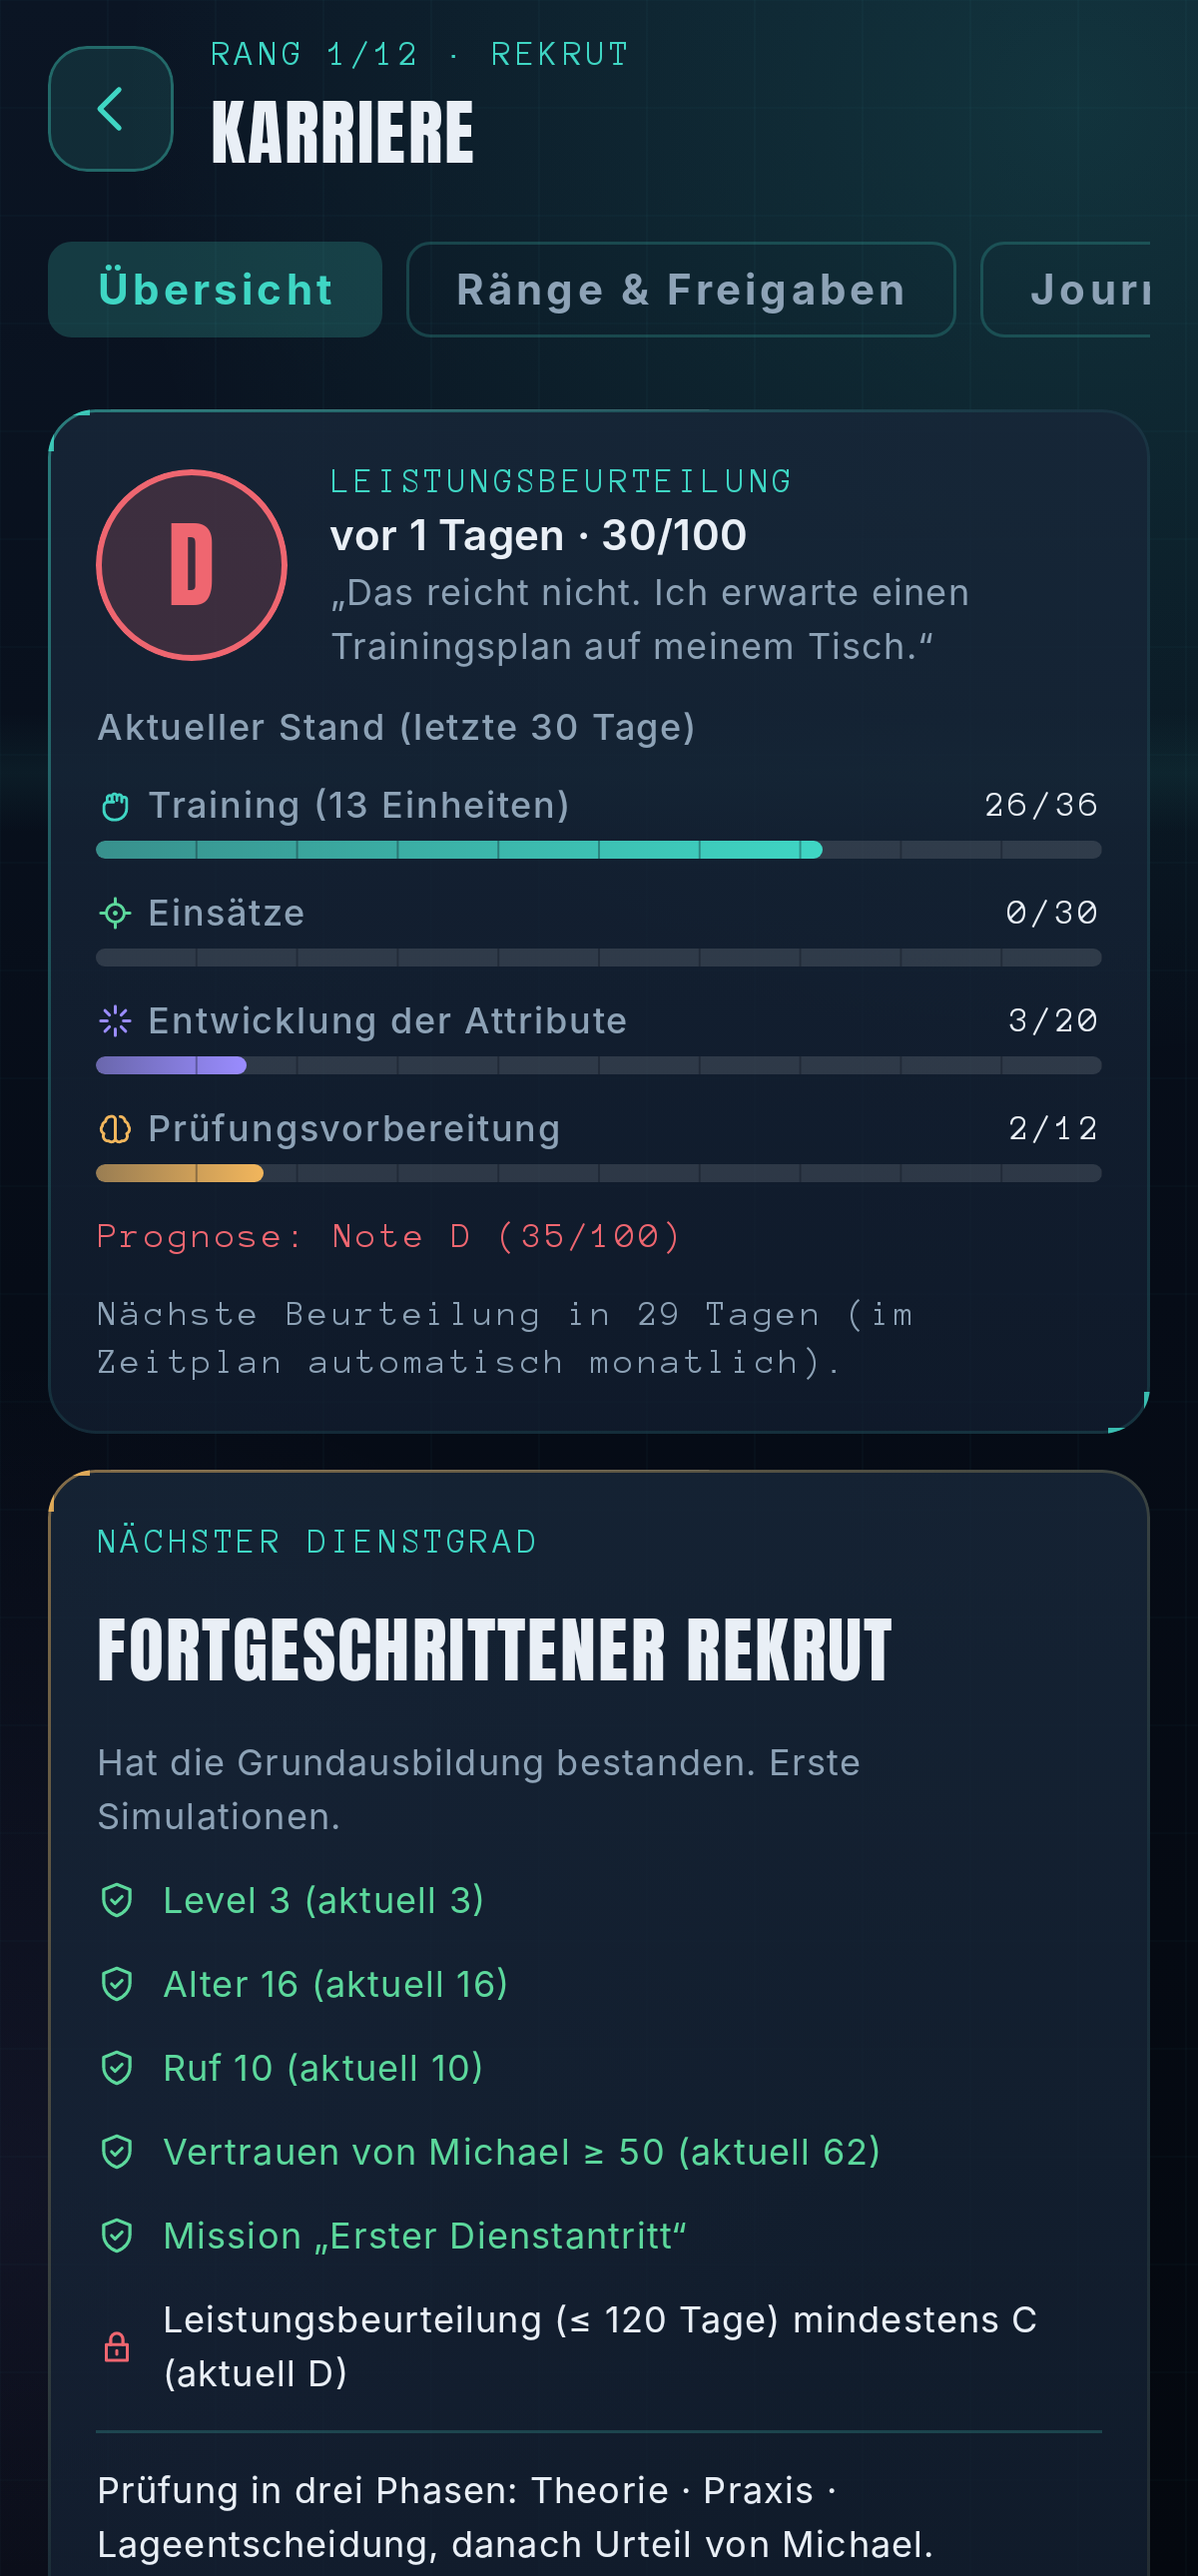 RANG 1/12 · REKRUT
KARRIERE
Übersicht
Ränge & Freigaben
Jour
LEISTUNGSBEURTEILUNG
D
vor 1 Tagen · 30/100
„Das reicht nicht. Ich erwarte einen
Trainingsplan auf meinem Tisch.“
Aktueller Stand (letzte 30 Tage)
Training (13 Einheiten) 26/36
Einsätze 0/30
Entwicklung der Attribute 3/20
Prüfungsvorbereitung 2/12
Prognose: Note D (35/100)
Nächste Beurteilung in 29 Tagen (im
Zeitplan automatisch monatlich).
NÄCHSTER DIENSTGRAD
FORTGESCHRITTENER REKRUT
Hat die Grundausbildung bestanden. Erste
Simulationen.
Level 3 (aktuell 3)
Alter 16 (aktuell 16)
Ruf 10 (aktuell 10)
Vertrauen von Michael ≥ 50 (aktuell 62)
Mission „Erster Dienstantritt“
Leistungsbeurteilung (≤ 120 Tage) mindestens C
(aktuell D)
Prüfung in drei Phasen: Theorie · Praxis ·
Lageentscheidung, danach Urteil von Michael.